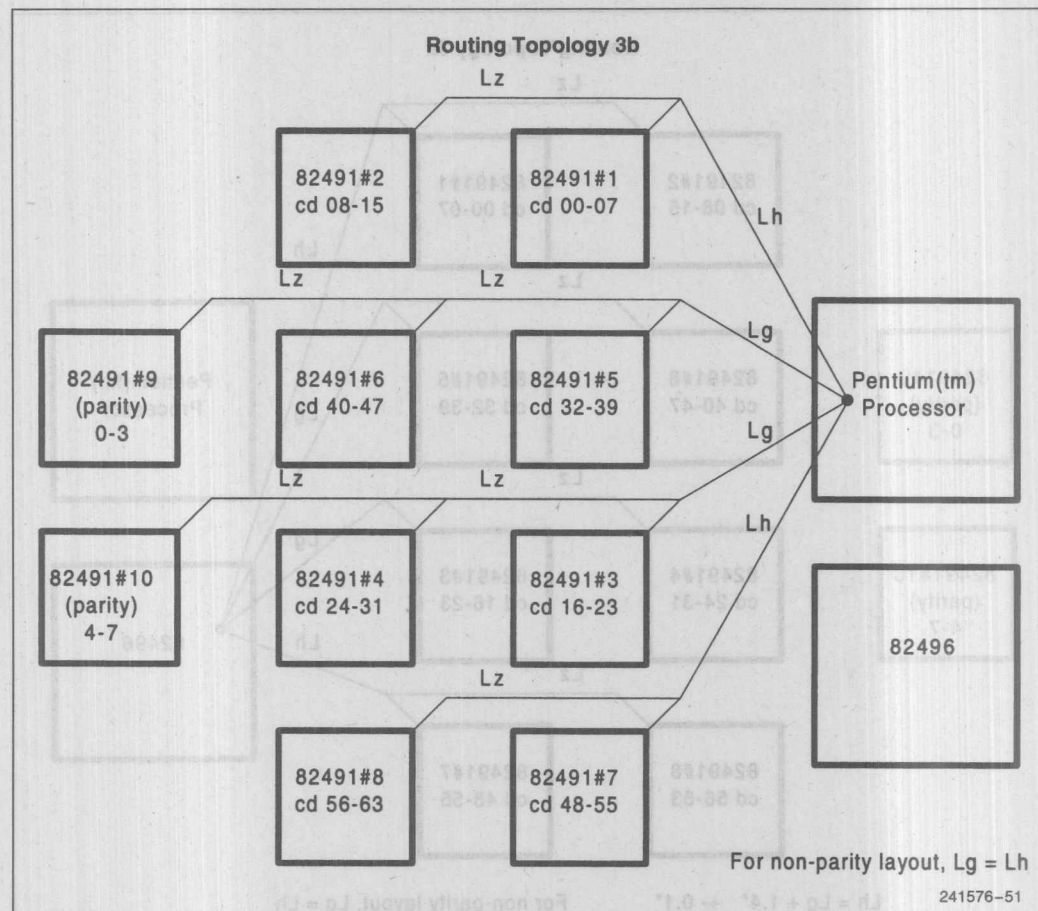 Routing Topology 3b
Lz
82491#2
cd 08-15
82491#1
cd 00-07
Lh
Lz
Lz
Lg
82491#9
(parity)
0-3
82491#6
cd 40-47
82491#5
cd 32-39
Pentium(tm)
Processor
Lg
Lz
Lz
Lh
82491#10
(parity)
4-7
82491#4
cd 24-31
82491#3
cd 16-23
82496
Lz
82491#8
cd 56-63
82491#7
cd 48-55
For non-parity layout, Lg = Lh
241576-51